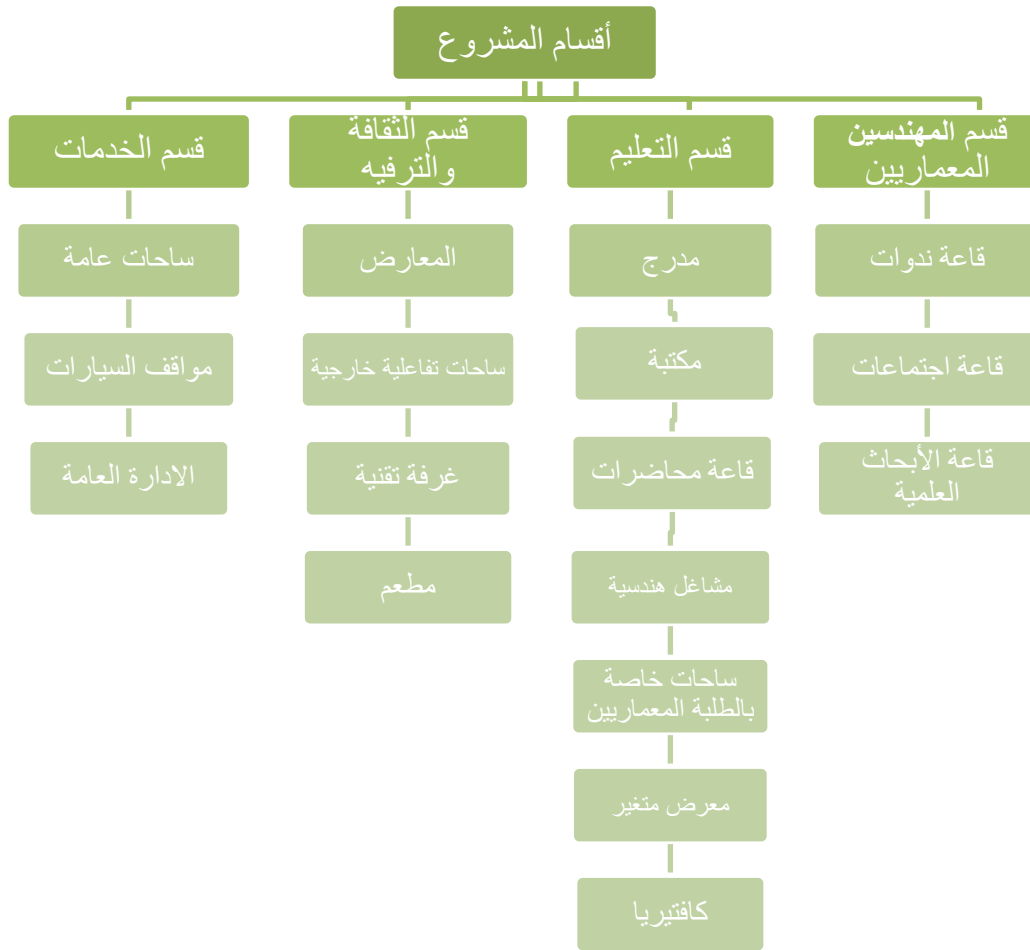 أقسام المشروع
قسم المهندسين
المعماريين
قاعة ندوات
قاعة اجتماعات
قاعة الأبحاث
العلمية
قسم التعليم
مدرج
مكتبة
قاعة محاضرات
مشاغل هندسية
ساحات خاصة
بالطلبة المعماريين
معرض متغير
كافتيريا
قسم الثقافة
والترفيه
المعارض
ساحات تفاعلية خارجية
غرفة تقنية
مطعم
قسم الخدمات
ساحات عامة
مواقف السيارات
الادارة العامة